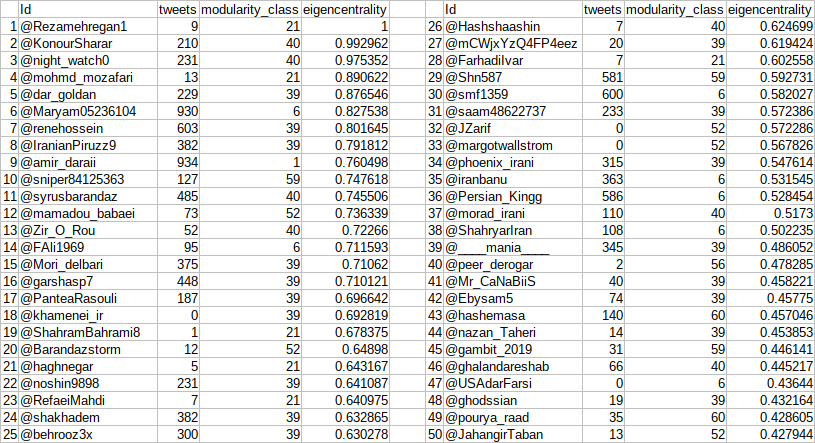 Id tweets modularity_class eigencentrality
1 @Rezamehregan1 9 21 1
2 @KonourSharar 210 40 0.992962
3 @night_watch0 231 40 0.975352
4 @mohmd_mozafari 13 21 0.890622
5 @dar_goldan 229 39 0.876546
6 @Maryam05236104 930 6 0.827538
7 @renehossein 603 39 0.801645
8 @IranianPiruzz9 382 39 0.791812
9 @amir_daraii 934 1 0.760498
10 @sniper84125363 127 59 0.747618
11 @syrusbarandaz 485 40 0.745506
12 @mamadou_babaei 73 52 0.736339
13 @Zir_O_Rou 52 40 0.72266
14 @FAli1969 95 6 0.711593
15 @Mori_delbari 375 39 0.71062
16 @garshasp7 448 39 0.710121
17 @PanteaRasouli 187 39 0.696642
18 @khamenei_ir 0 39 0.692819
19 @ShahramBahrami8 1 21 0.678375
20 @Barandazstorm 12 52 0.64898
21 @haghnegar 5 21 0.643167
22 @noshin9898 231 39 0.641087
23 @RefaeiMahdi 7 21 0.640975
24 @shakhadem 382 39 0.632865
25 @behrooz3x 300 39 0.630278
Id tweets modularity_class eigencentrality
26 @Hashshaashin 7 40 0.624699
27 @mCWjxYzQ4FP4eez 20 39 0.619424
28 @FarhadiIvar 7 21 0.602558
29 @Shn587 581 59 0.592731
30 @smf1359 600 6 0.582027
31 @saam48622737 233 39 0.572386
32 @JZarif 0 52 0.572286
33 @margotwallstrom 0 52 0.567826
34 @phoenix_irani 315 39 0.547614
35 @iranbanu 363 6 0.531545
36 @Persian_Kingg 586 6 0.528454
37 @morad_irani 110 40 0.5173
38 @ShahryarIran 108 6 0.502235
39 @____mania____ 345 39 0.486052
40 @peer_derogar 2 56 0.478285
41 @Mr_CaNaBiiS 40 39 0.458221
42 @Ebysam5 74 39 0.45775
43 @hashemasa 140 60 0.457046
44 @nazan_Taheri 14 39 0.453853
45 @gambit_2019 31 59 0.446141
46 @ghalandareshab 66 40 0.445217
47 @USAdarFarsi 0 6 0.43644
48 @ghodssian 19 39 0.432164
49 @pourya_raad 35 60 0.428605
50 @JahangirTaban 13 52 0.427944